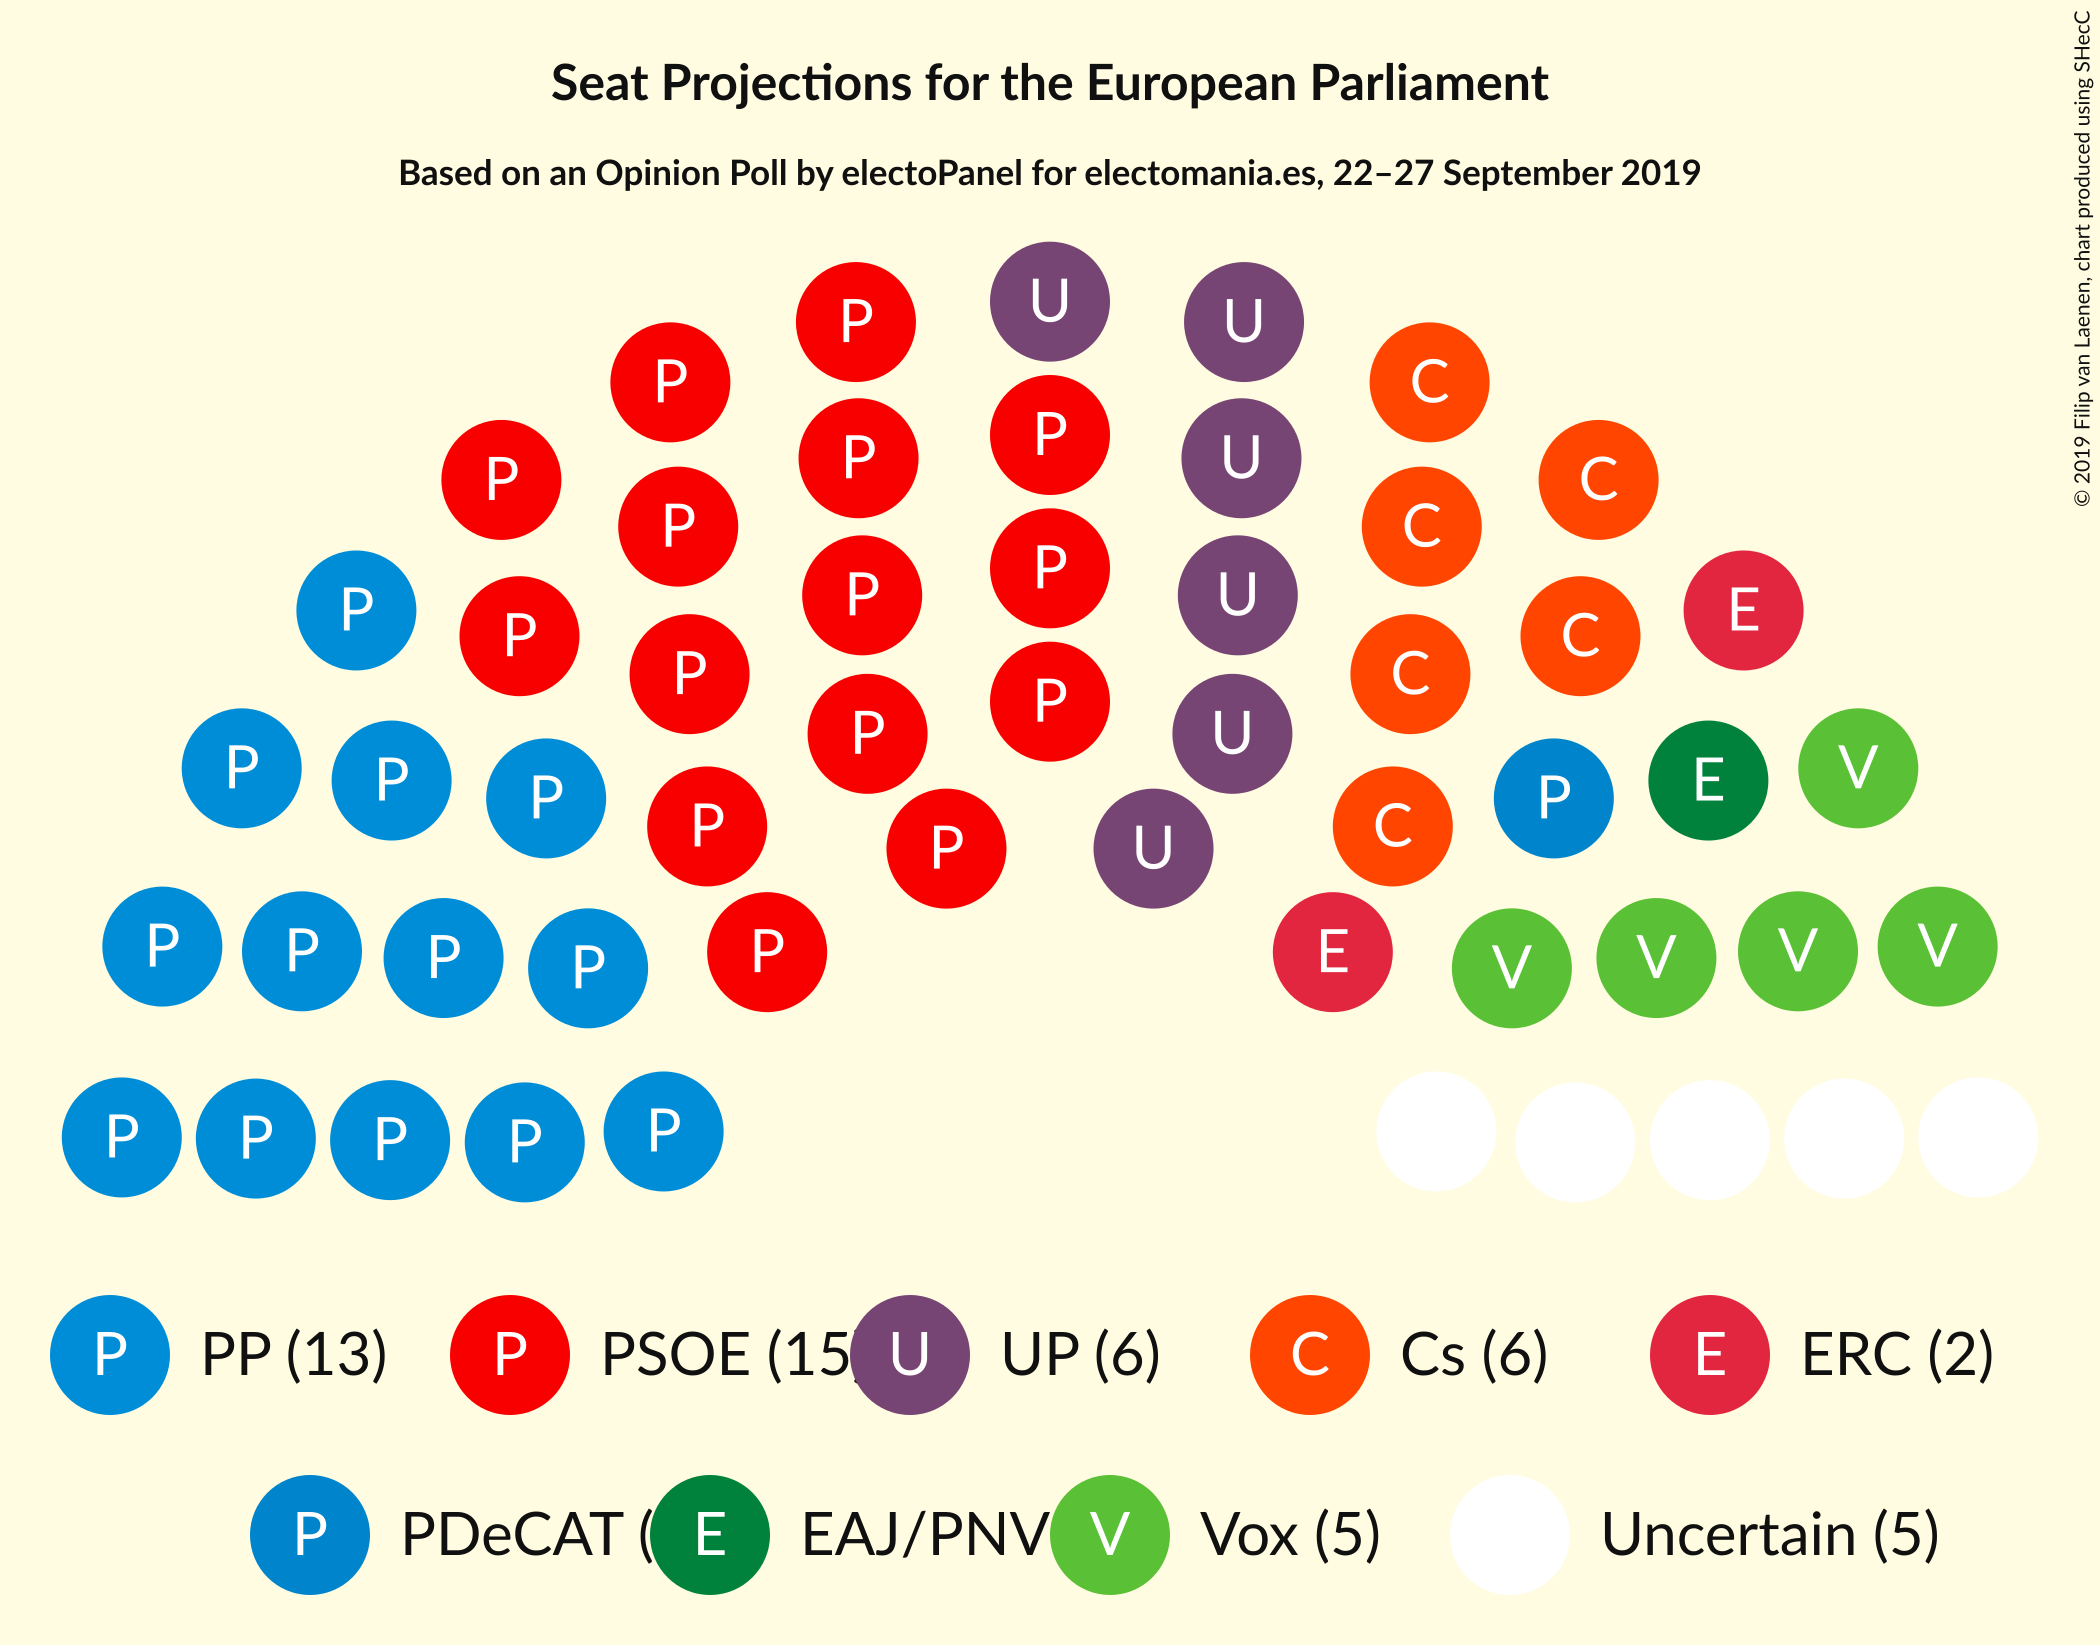 Seat Projections for the European Parliament
Based on an Opinion Poll by electoPanel for electomania.es, 22–27 September 2019
© 2019 Filip van Laenen, chart produced using SHecC
P U U
P C
P P U C
P P U C
P P P U C E
P P C C
P P U
P P P P E V
P P U C
P P P P P E V V V V
P P P P P
P PP (13) P PSOE (15 U UP (6) C Cs (6) E ERC (2)
P PDeCAT ( E EAJ/PNV V Vox (5) Uncertain (5)